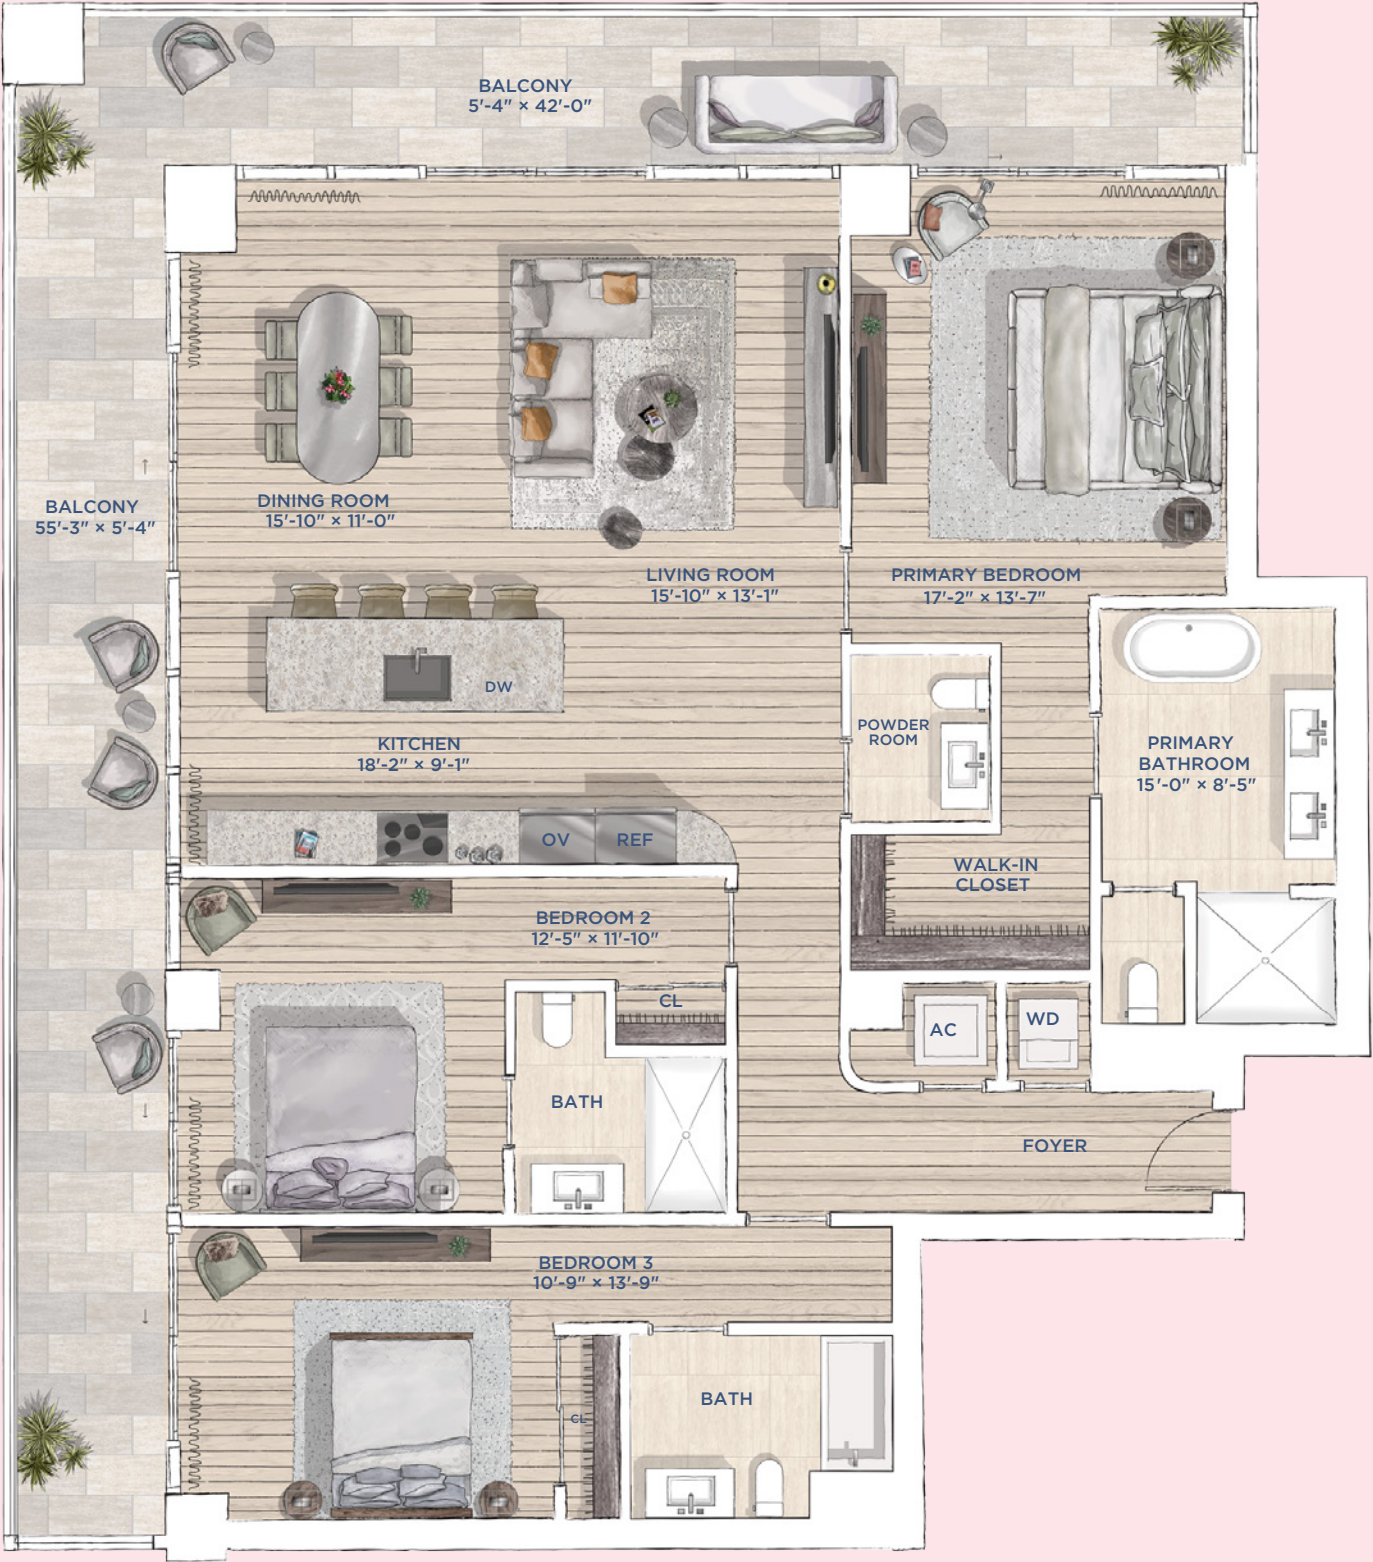 BALCONY
5'-4" × 42'-0"
BALCONY
55'-3" × 5'-4"
DINING ROOM
15'-10" × 11'-0"
LIVING ROOM
15'-10" × 13'-1"
PRIMARY BEDROOM
17'-2" × 13'-7"
DW
KITCHEN
18'-2" × 9'-1"
POWDER
ROOM
PRIMARY
BATHROOM
15'-0" × 8'-5"
OV
REF
WALK-IN
CLOSET
BEDROOM 2
12'-5" × 11'-10"
CL
AC
WD
BATH
FOYER
BEDROOM 3
10'-9" × 13'-9"
CL
BATH